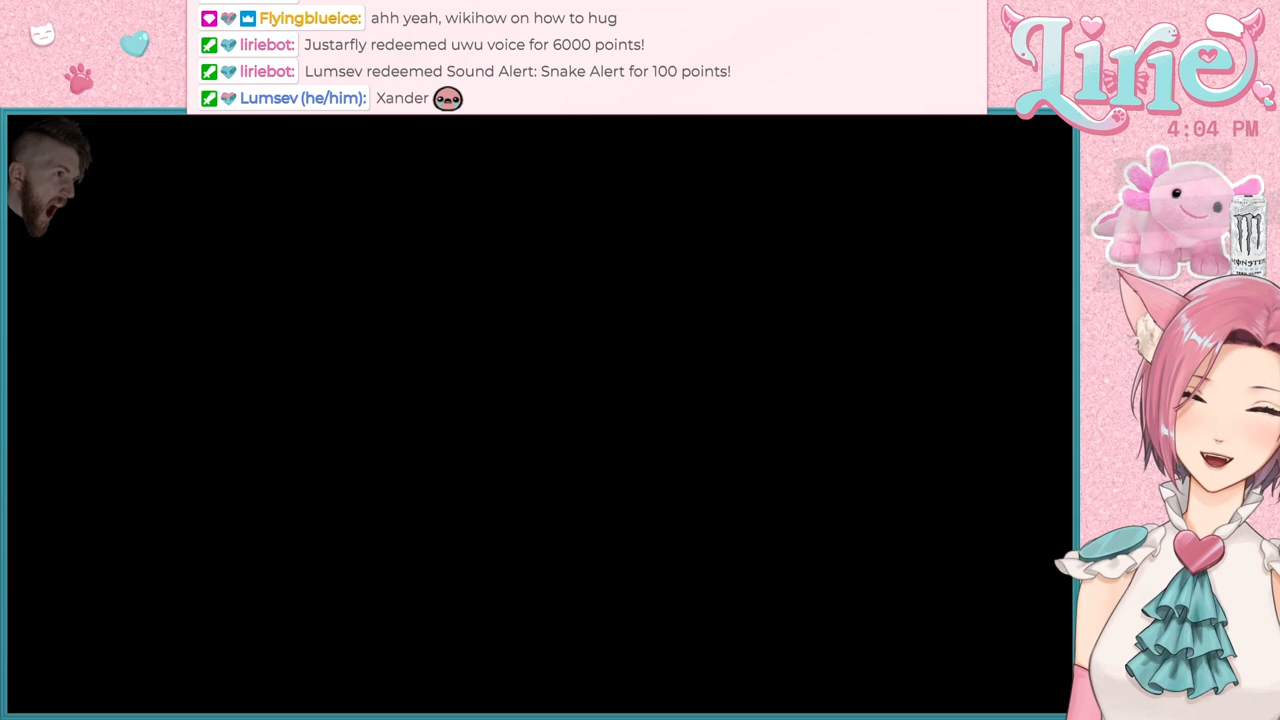 Flyingblueice: ahh yeah, wikihow on how to hug
liriebot: Justarfly redeemed uwu voice for 6000 points!
liriebot: Lumsev redeemed Sound Alert: Snake Alert for 100 points!
Lumsev (he/him): Xander
Lirie
4:04 PM
MONSTER